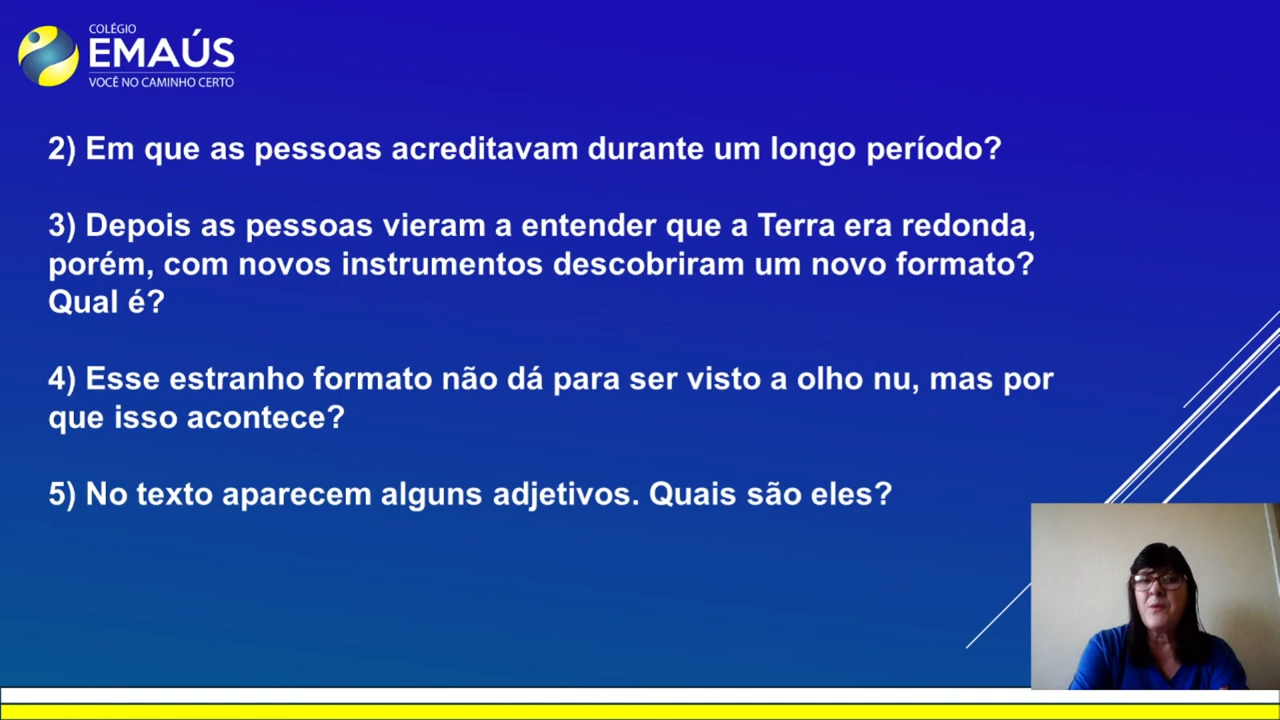 COLÉGIO
EMAÚS
VOCÊ NO CAMINHO CERTO
2) Em que as pessoas acreditavam durante um longo período?
3) Depois as pessoas vieram a entender que a Terra era redonda,
porém, com novos instrumentos descobriram um novo formato?
Qual é?
4) Esse estranho formato não dá para ser visto a olho nu, mas por
que isso acontece?
5) No texto aparecem alguns adjetivos. Quais são eles?